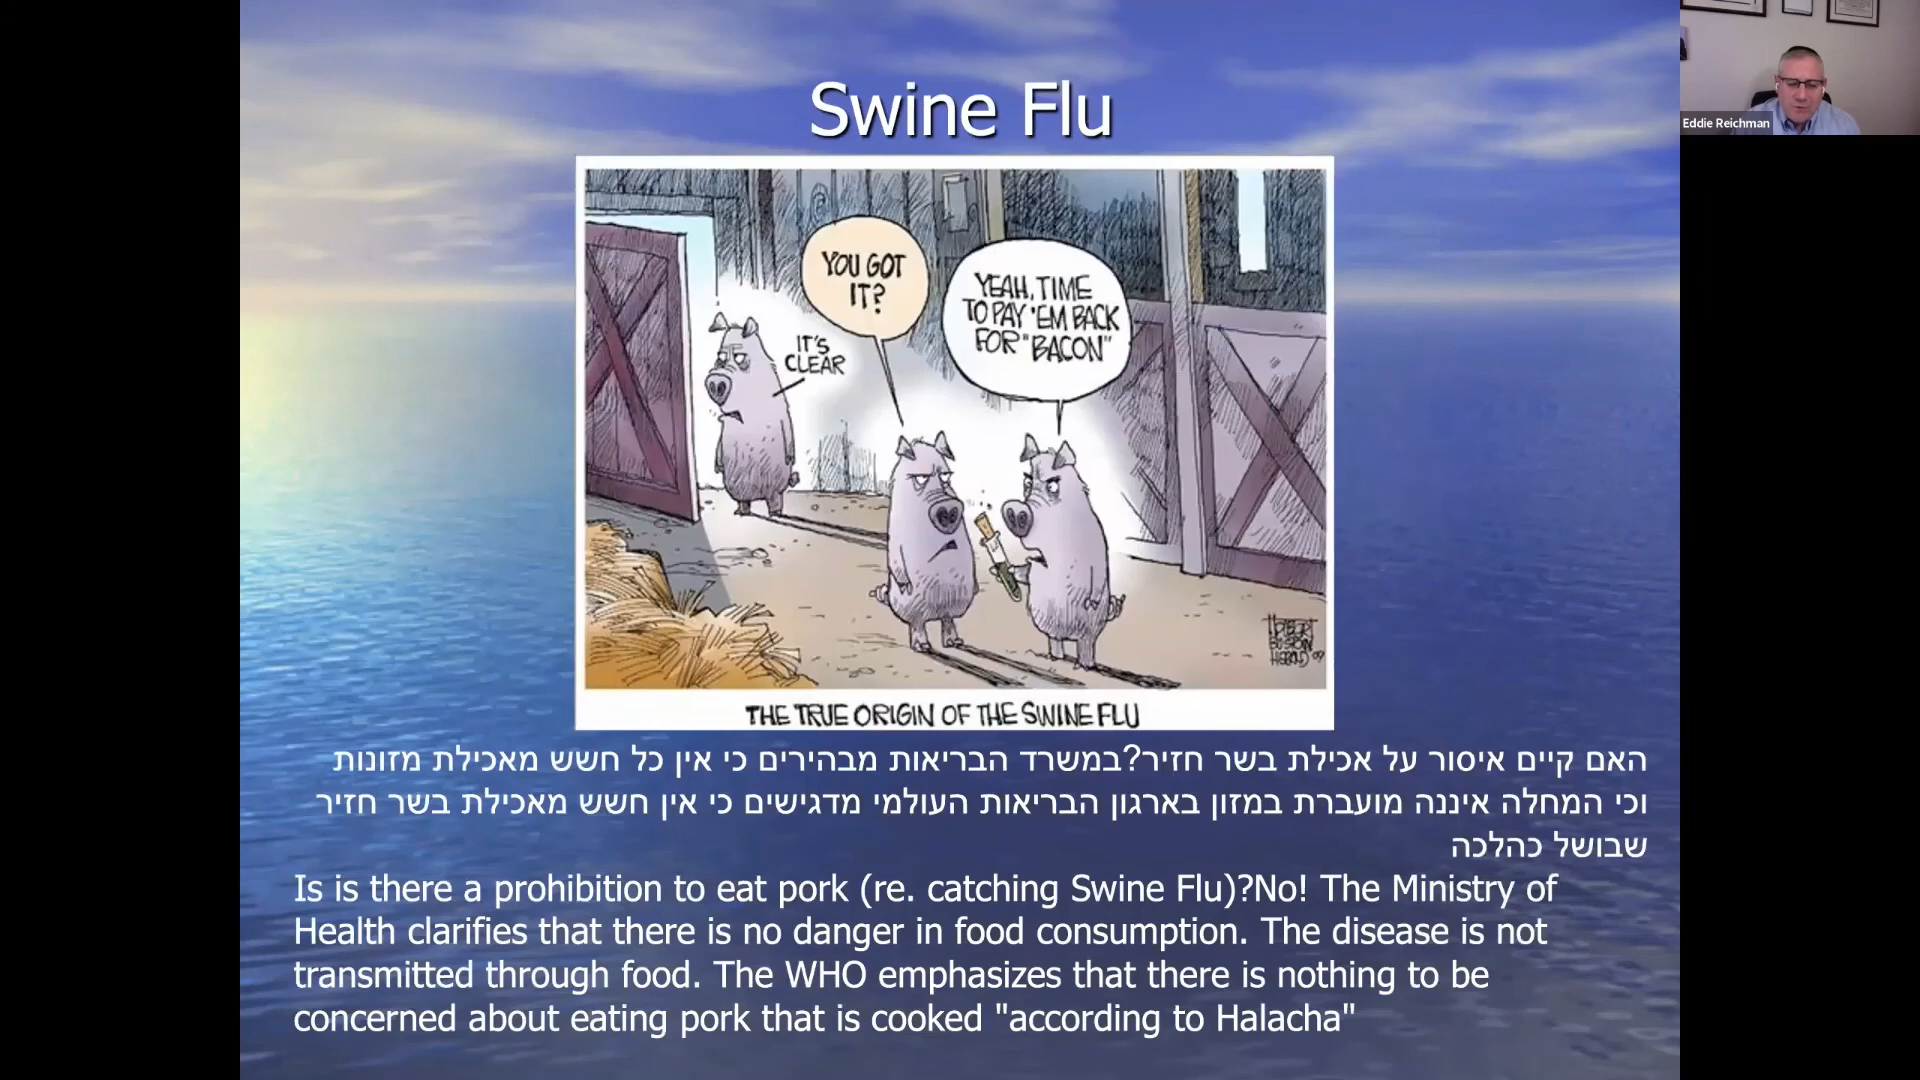 Swine Flu
Eddie Reichman
YOU GOT
IT?
YEAH, TIME
TO PAY 'EM BACK
FOR "BACON"
IT'S
CLEAR
HOLBERT
BOSTON
HERALD 09
THE TRUE ORIGIN OF THE SWINE FLU
האם קיים איסור על אכילת בשר חזיר?במשרד הבריאות מבהירים כי אין כל חשש מאכילת מזונות
וכי המחלה איננה מועברת במזון בארגון הבריאות העולמי מדגישים כי אין חשש מאכילת בשר חזיר
שבושל כהלכה
Is is there a prohibition to eat pork (re. catching Swine Flu)?No! The Ministry of
Health clarifies that there is no danger in food consumption. The disease is not
transmitted through food. The WHO emphasizes that there is nothing to be
concerned about eating pork that is cooked "according to Halacha"